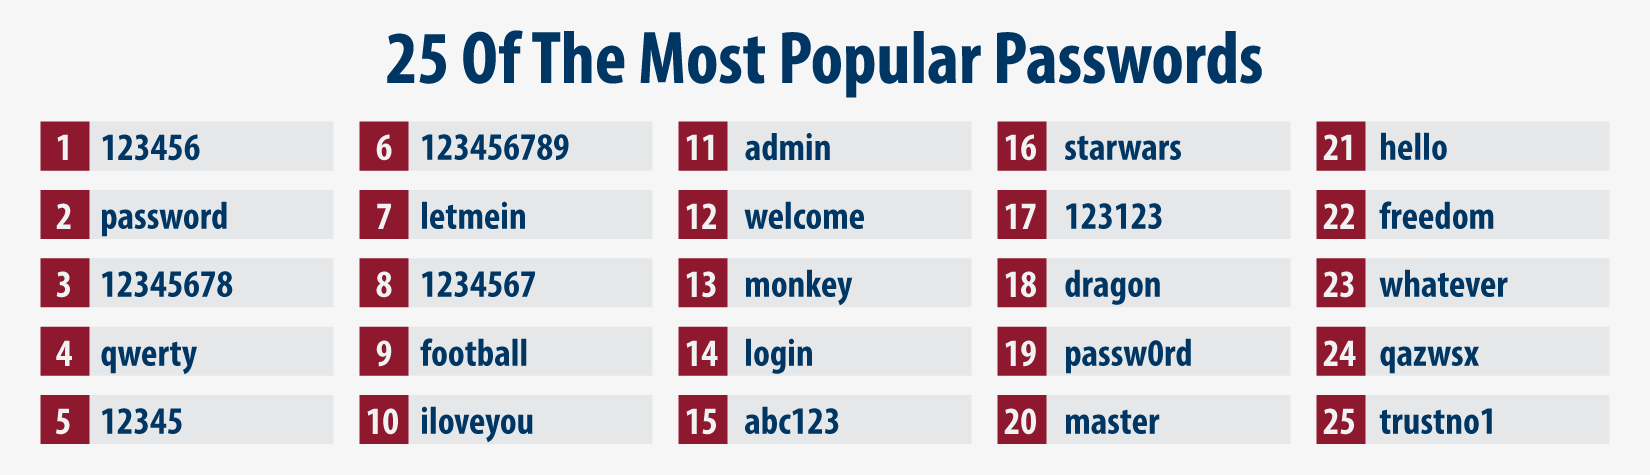 25 Of The Most Popular Passwords
1 123456
2 password
3 12345678
4 qwerty
5 12345
6 123456789
7 letmein
8 1234567
9 football
10 iloveyou
11 admin
12 welcome
13 monkey
14 login
15 abc123
16 starwars
17 123123
18 dragon
19 passw0rd
20 master
21 hello
22 freedom
23 whatever
24 qazwsx
25 trustno1